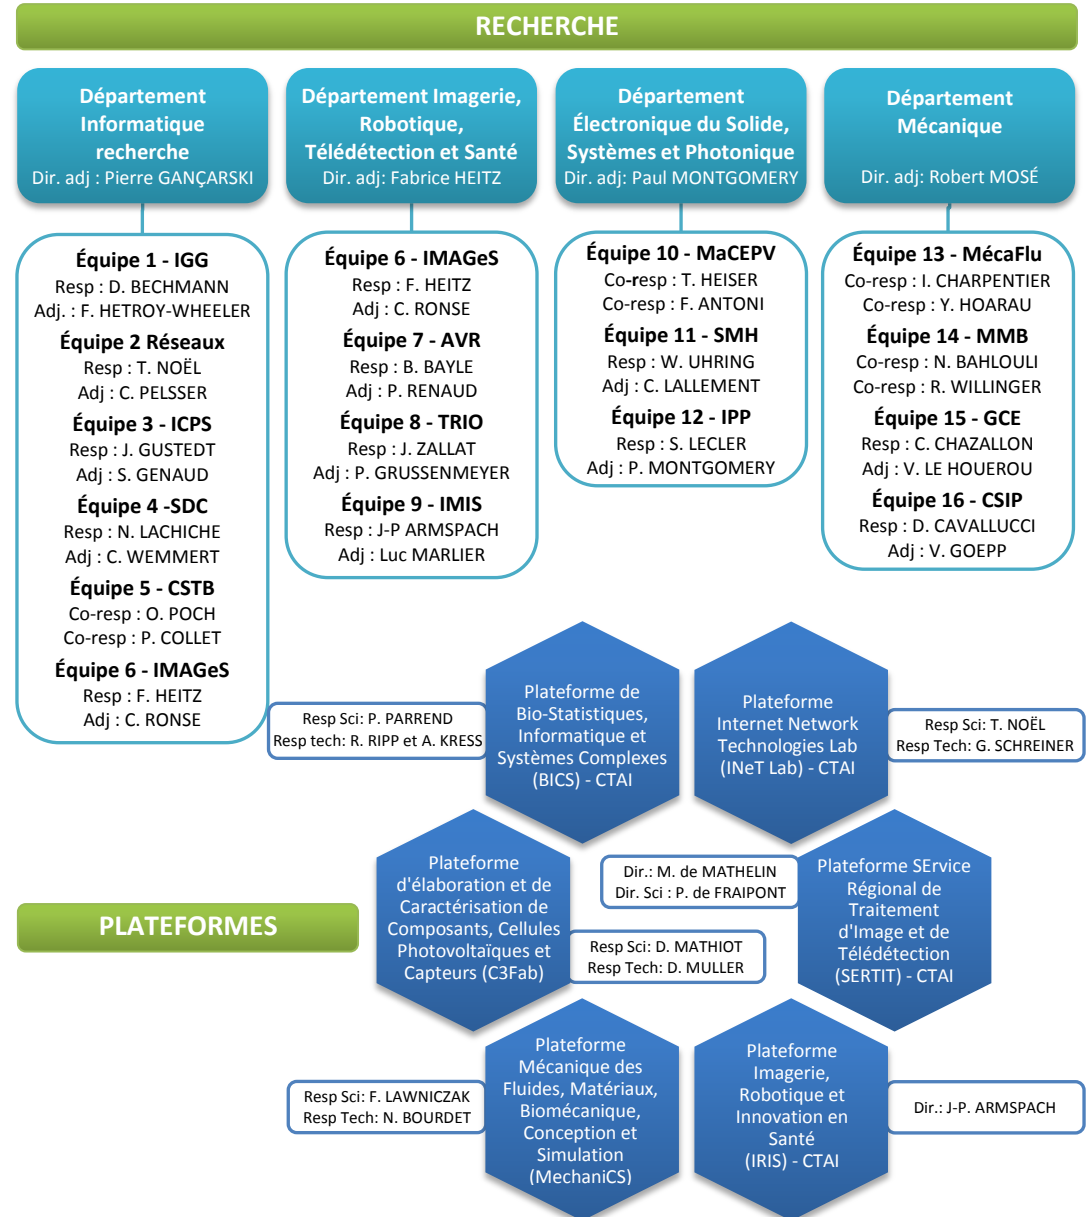 RECHERCHE
Département
Informatique
recherche
Dir. adj : Pierre GANÇARSKI
Équipe 1 - IGG
Resp : D. BECHMANN
Adj. : F. HETROY-WHEELER
Équipe 2 Réseaux
Resp : T. NOËL
Adj : C. PELSSER
Équipe 3 - ICPS
Resp : J. GUSTEDT
Adj : S. GENAUD
Équipe 4 -SDC
Resp : N. LACHICHE
Adj : C. WEMMERT
Équipe 5 - CSTB
Co-resp : O. POCH
Co-resp : P. COLLET
Équipe 6 - IMAGeS
Resp : F. HEITZ
Adj : C. RONSE
Département Imagerie,
Robotique,
Télédétection et Santé
Dir. adj: Fabrice HEITZ
Équipe 6 - IMAGeS
Resp : F. HEITZ
Adj : C. RONSE
Équipe 7 - AVR
Resp : B. BAYLE
Adj : P. RENAUD
Équipe 8 - TRIO
Resp : J. ZALLAT
Adj : P. GRUSSENMEYER
Équipe 9 - IMIS
Resp : J-P ARMSPACH
Adj : Luc MARLIER
Département
Électronique du Solide,
Systèmes et Photonique
Dir. adj: Paul MONTGOMERY
Équipe 10 - MaCEPV
Co-resp : T. HEISER
Co-resp : F. ANTONI
Équipe 11 - SMH
Resp : W. UHRING
Adj : C. LALLEMENT
Équipe 12 - IPP
Resp : S. LECLER
Adj : P. MONTGOMERY
Département
Mécanique
Dir. adj: Robert MOSÉ
Équipe 13 - MécaFlu
Co-resp : I. CHARPENTIER
Co-resp : Y. HOARAU
Équipe 14 - MMB
Co-resp : N. BAHLOULI
Co-resp : R. WILLINGER
Équipe 15 - GCE
Resp : C. CHAZALLON
Adj : V. LE HOUEROU
Équipe 16 - CSIP
Resp : D. CAVALLUCCI
Adj : V. GOEPP
PLATEFORMES
Resp Sci: P. PARREND
Resp tech: R. RIPP et A. KRESS
Plateforme de
Bio-Statistiques,
Informatique et
Systèmes Complexes
(BICS) - CTAI
Plateforme
Internet Network
Technologies Lab
(INeT Lab) - CTAI
Resp Sci: T. NOËL
Resp Tech: G. SCHREINER
Plateforme
d'élaboration et de
Caractérisation de
Composants, Cellules
Photovoltaïques et
Capteurs (C3Fab)
Resp Sci: D. MATHIOT
Resp Tech: D. MULLER
Dir.: M. de MATHELIN
Dir. Sci : P. de FRAIPONT
Plateforme SErvice
Régional de
Traitement
d'Image et de
Télédétection
(SERTIT) - CTAI
Resp Sci: F. LAWNICZAK
Resp Tech: N. BOURDET
Plateforme
Mécanique des
Fluides, Matériaux,
Biomécanique,
Conception et
Simulation
(MechaniCS)
Plateforme
Imagerie,
Robotique et
Innovation en
Santé
(IRIS) - CTAI
Dir.: J-P. ARMSPACH